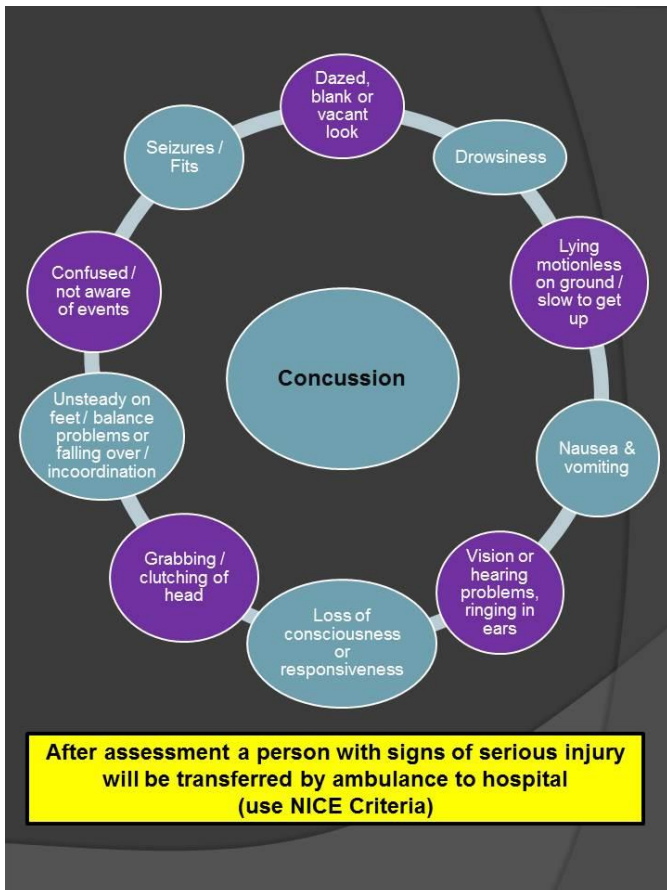 Dazed,
blank or
vacant
look
Drowsiness
Lying
motionless
on ground /
slow to get
up
Nausea &
vomiting
Vision or
hearing
problems,
ringing in
ears
Loss of
consciousness
or
responsiveness
Grabbing /
clutching of
head
Unsteady on
feet / balance
problems or
falling over /
incoordination
Confused /
not aware
of events
Seizures /
Fits
Concussion
After assessment a person with signs of serious injury
will be transferred by ambulance to hospital
(use NICE Criteria)